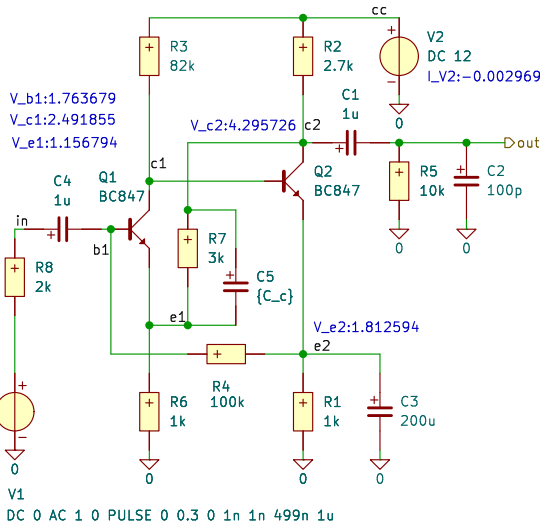 cc
V2
DC 12
I_V2:-0.002969
R3
82k
R2
2.7k
V_b1:1.763679
V_c1:2.491855
V_e1:1.156794
C1
1u
V_c2:4.295726
c2
out
0
c1
Q1
BC847
Q2
BC847
R5
10k
C2
100p
C4
1u
in
b1
R8
2k
R7
3k
C5
{C_c}
0
0
e1
V_e2:1.812594
e2
R4
100k
R6
1k
R1
1k
C3
200u
0
0
0
0
V1
DC 0 AC 1 0 PULSE 0 0.3 0 1n 1n 499n 1u